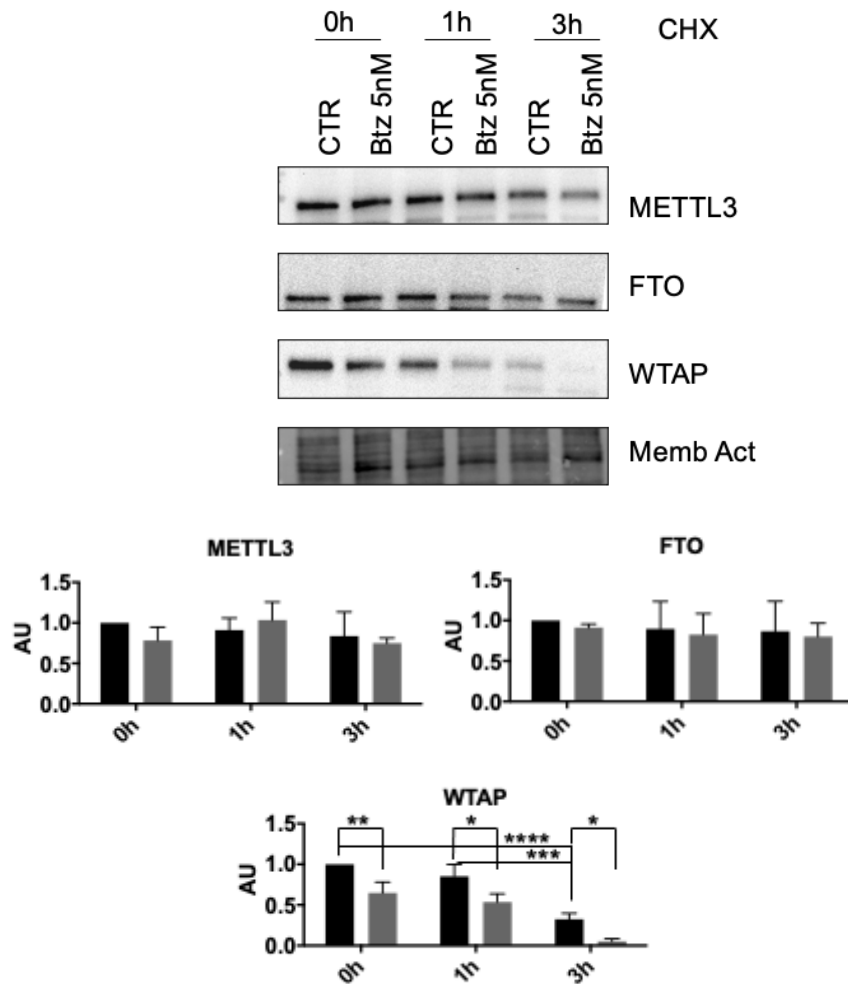 0h 1h 3h CHX
CTR Btz 5nM CTR Btz 5nM CTR Btz 5nM
METTL3
FTO
WTAP
Memb Act
METTL3
AU
1.5
1.0
0.5
0.0
0h 1h 3h
FTO
AU
1.5
1.0
0.5
0.0
0h 1h 3h
WTAP
AU
1.5
1.0
0.5
0.0
** * **** *** *
0h 1h 3h